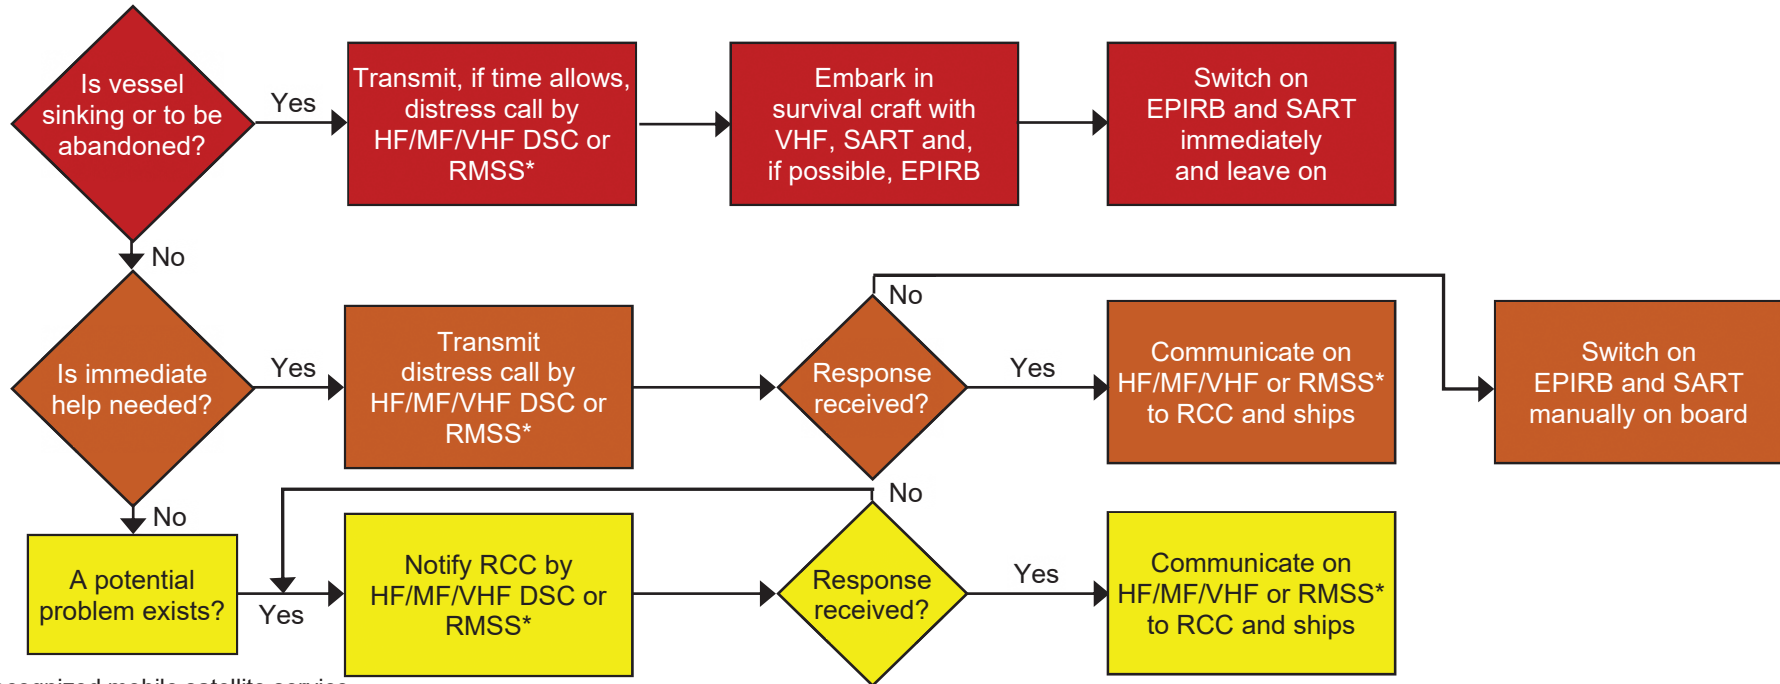 Is vessel
sinking or to be
abandoned?
Yes
Transmit, if time allows,
distress call by
HF/MF/VHF DSC or
RMSS*
Embark in
survival craft with
VHF, SART and,
if possible, EPIRB
Switch on
EPIRB and SART
immediately
and leave on
No
Is immediate
help needed?
Yes
Transmit
distress call by
HF/MF/VHF DSC or
RMSS*
Response
received?
No
Yes
Communicate on
HF/MF/VHF or RMSS*
to RCC and ships
Switch on
EPIRB and SART
manually on board
No
A potential
problem exists?
Yes
Notify RCC by
HF/MF/VHF DSC or
RMSS*
Response
received?
No
Yes
Communicate on
HF/MF/VHF or RMSS*
to RCC and ships
mobile satellite service